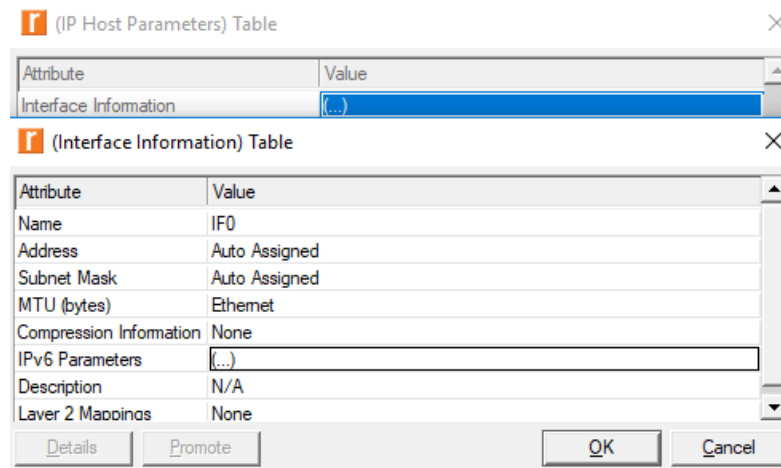 (IP Host Parameters) Table
Attribute Value
Interface Information (...)
(Interface Information) Table
Attribute Value
Name IF0
Address Auto Assigned
Subnet Mask Auto Assigned
MTU (bytes) Ethernet
Compression Information None
IPv6 Parameters (...)
Description N/A
Layer 2 Mappings None
Details Promote OK Cancel